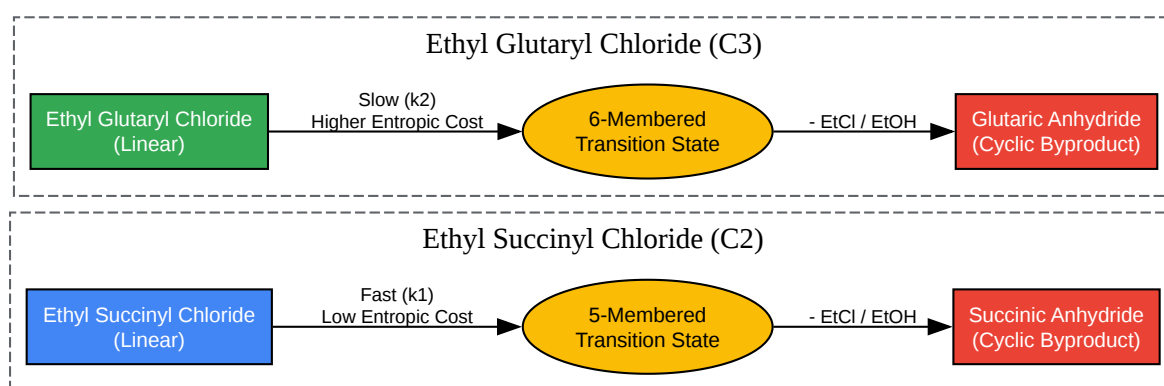 Ethyl Glutaryl Chloride (C3)
Ethyl Glutaryl Chloride
(Linear)
Slow (k2)
Higher Entropic Cost
6-Membered
Transition State
- EtCl / EtOH
Glutaric Anhydride
(Cyclic Byproduct)
Ethyl Succinyl Chloride (C2)
Ethyl Succinyl Chloride
(Linear)
Fast (k1)
Low Entropic Cost
5-Membered
Transition State
- EtCl / EtOH
Succinic Anhydride
(Cyclic Byproduct)